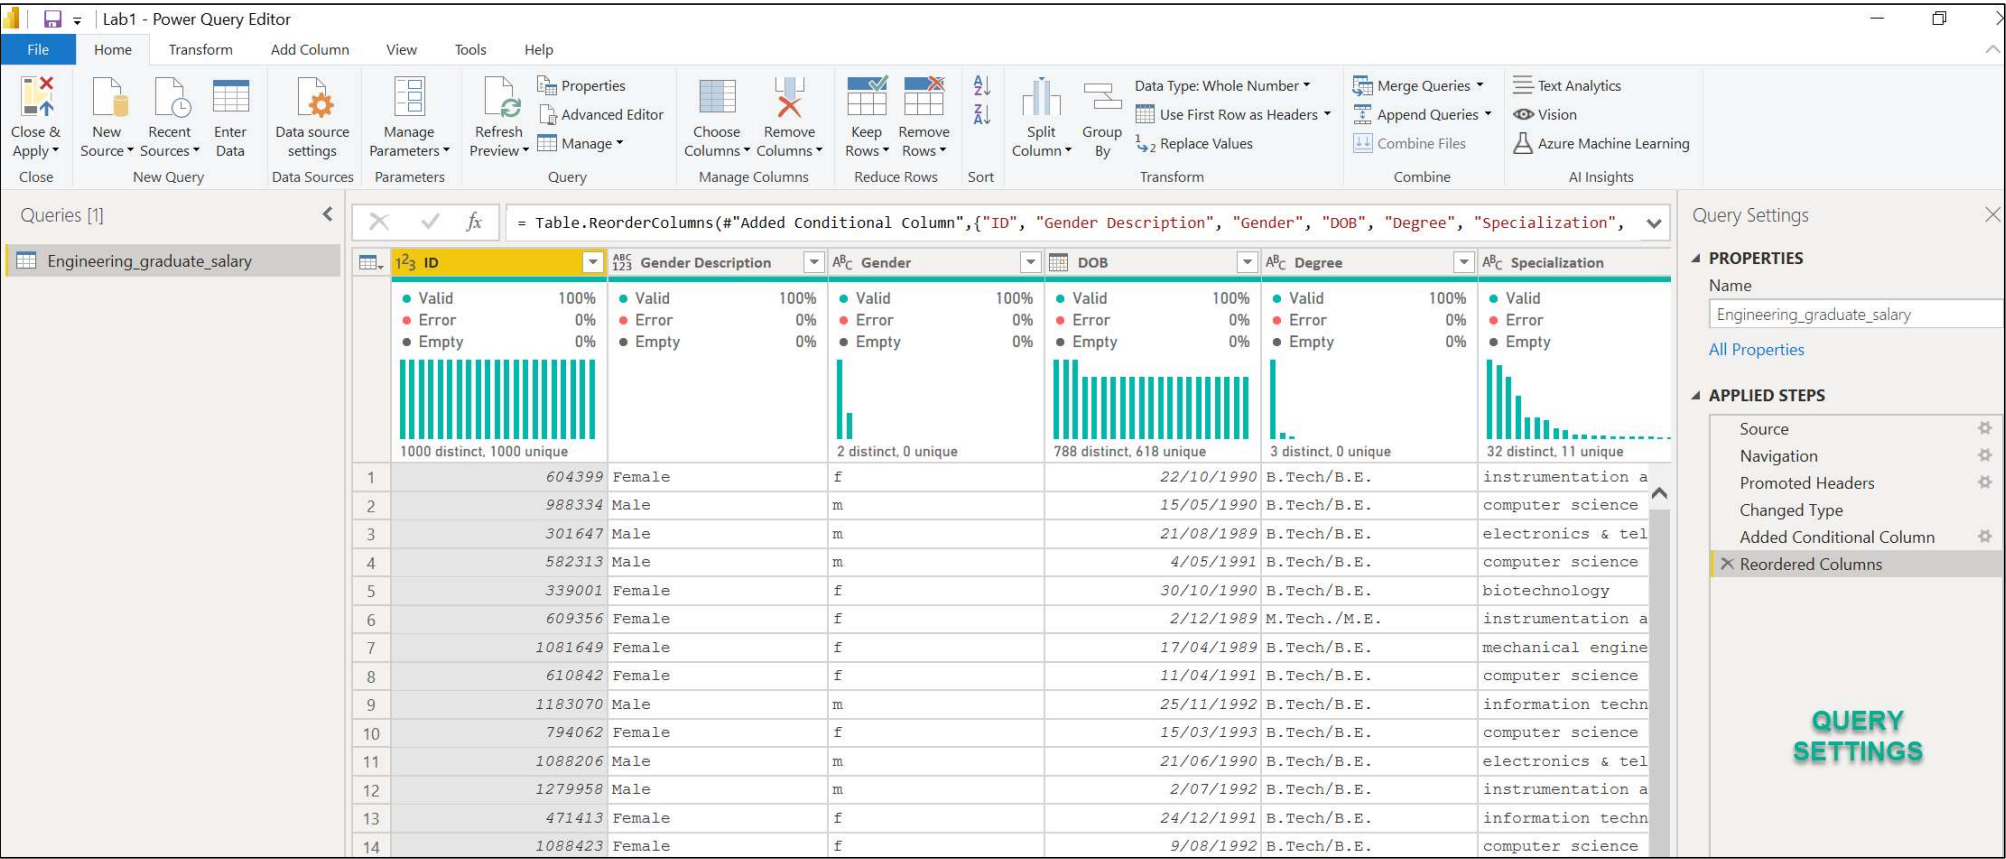 Lab1 - Power Query Editor
File Home Transform Add Column View Tools Help
Close & Apply
New Source
Recent Sources
Enter Data
Data source settings
Manage Parameters
Refresh Preview
Properties
Advanced Editor
Manage
Choose Columns
Remove Columns
Keep Rows
Remove Rows
Split Column
Group By
Data Type: Whole Number
Use First Row as Headers
Replace Values
Merge Queries
Append Queries
Combine Files
Text Analytics
Vision
Azure Machine Learning
Close New Query Data Sources Parameters Query Manage Columns Reduce Rows Sort Transform Combine AI Insights
Queries [1]
Engineering_graduate_salary
fx = Table.ReorderColumns(#"Added Conditional Column",{"ID", "Gender Description", "Gender", "DOB", "Degree", "Specialization",
123 ID ABC 123 Gender Description ABC Gender DOB ABC Degree ABC Specialization
Valid 100% Valid 100% Valid 100% Valid 100% Valid 100% Valid
Error 0% Error 0% Error 0% Error 0% Error 0% Error
Empty 0% Empty 0% Empty 0% Empty 0% Empty 0% Empty
1000 distinct, 1000 unique 2 distinct, 0 unique 788 distinct, 618 unique 3 distinct, 0 unique 32 distinct, 11 unique
1 604399 Female f 22/10/1990 B.Tech/B.E. instrumentation a
2 988334 Male m 15/05/1990 B.Tech/B.E. computer science
3 301647 Male m 21/08/1989 B.Tech/B.E. electronics & tel
4 582313 Male m 4/05/1991 B.Tech/B.E. computer science
5 339001 Female f 30/10/1990 B.Tech/B.E. biotechnology
6 609356 Female f 2/12/1989 M.Tech./M.E. instrumentation a
7 1081649 Female f 17/04/1989 B.Tech/B.E. mechanical engine
8 610842 Female f 11/04/1991 B.Tech/B.E. computer science
9 1183070 Male m 25/11/1992 B.Tech/B.E. information techn
10 794062 Female f 15/03/1993 B.Tech/B.E. computer science
11 1088206 Male m 21/06/1990 B.Tech/B.E. electronics & tel
12 1279958 Male m 2/07/1992 B.Tech/B.E. instrumentation a
13 471413 Female f 24/12/1991 B.Tech/B.E. information techn
14 1088423 Female f 9/08/1992 B.Tech/B.E. computer science
Query Settings
PROPERTIES
Name
Engineering_graduate_salary
All Properties
APPLIED STEPS
Source
Navigation
Promoted Headers
Changed Type
Added Conditional Column
Reordered Columns
QUERY
SETTINGS